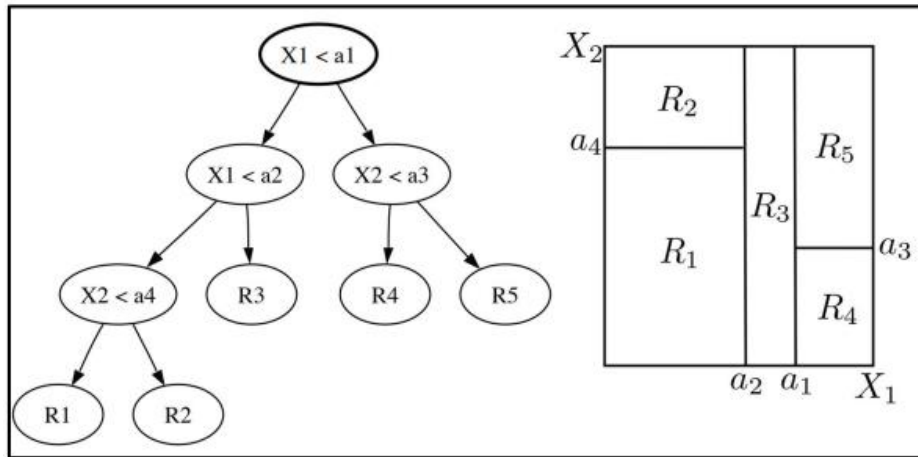 X1 < a1
X1 < a2
X2 < a3
X2 < a4
R3
R4
R5
R1
R2
X₂
R₂
a₄
R₅
R₃
R₁
a₃
R₄
a₂
a₁
X₁